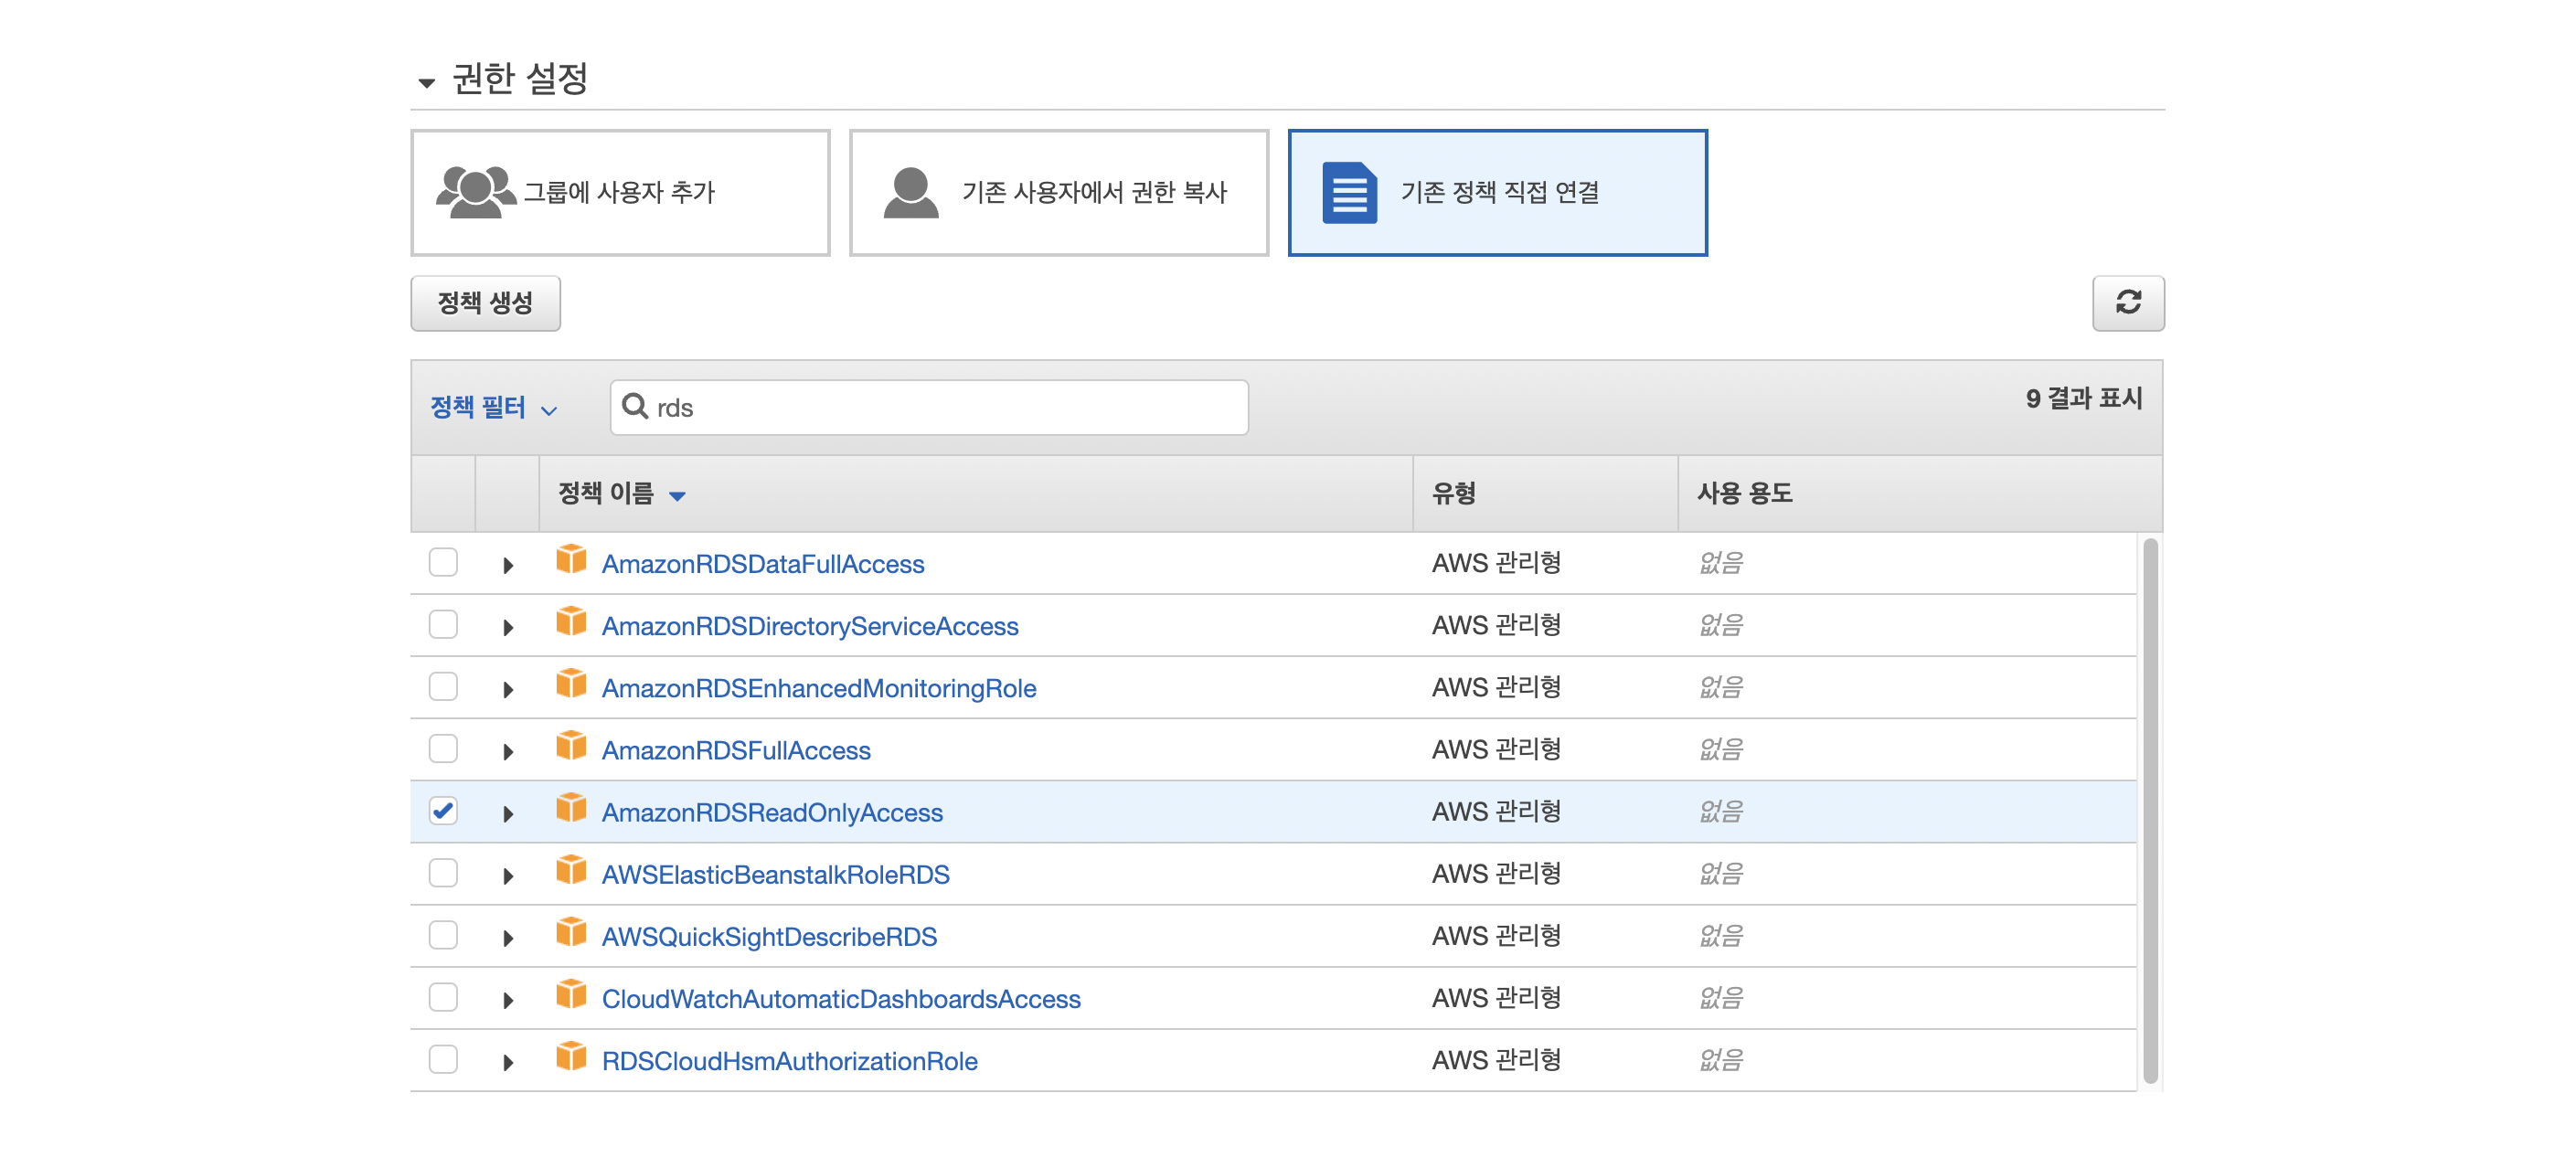 권한 설정
그룹에 사용자 추가
기존 사용자에서 권한 복사
기존 정책 직접 연결
정책 생성
정책 필터
rds
9 결과 표시
정책 이름 유형 사용 용도
AmazonRDSDataFullAccess AWS 관리형 없음
AmazonRDSDirectoryServiceAccess AWS 관리형 없음
AmazonRDSEnhancedMonitoringRole AWS 관리형 없음
AmazonRDSFullAccess AWS 관리형 없음
AmazonRDSReadOnlyAccess AWS 관리형 없음
AWSElasticBeanstalkRoleRDS AWS 관리형 없음
AWSQuickSightDescribeRDS AWS 관리형 없음
CloudWatchAutomaticDashboardsAccess AWS 관리형 없음
RDSCloudHsmAuthorizationRole AWS 관리형 없음